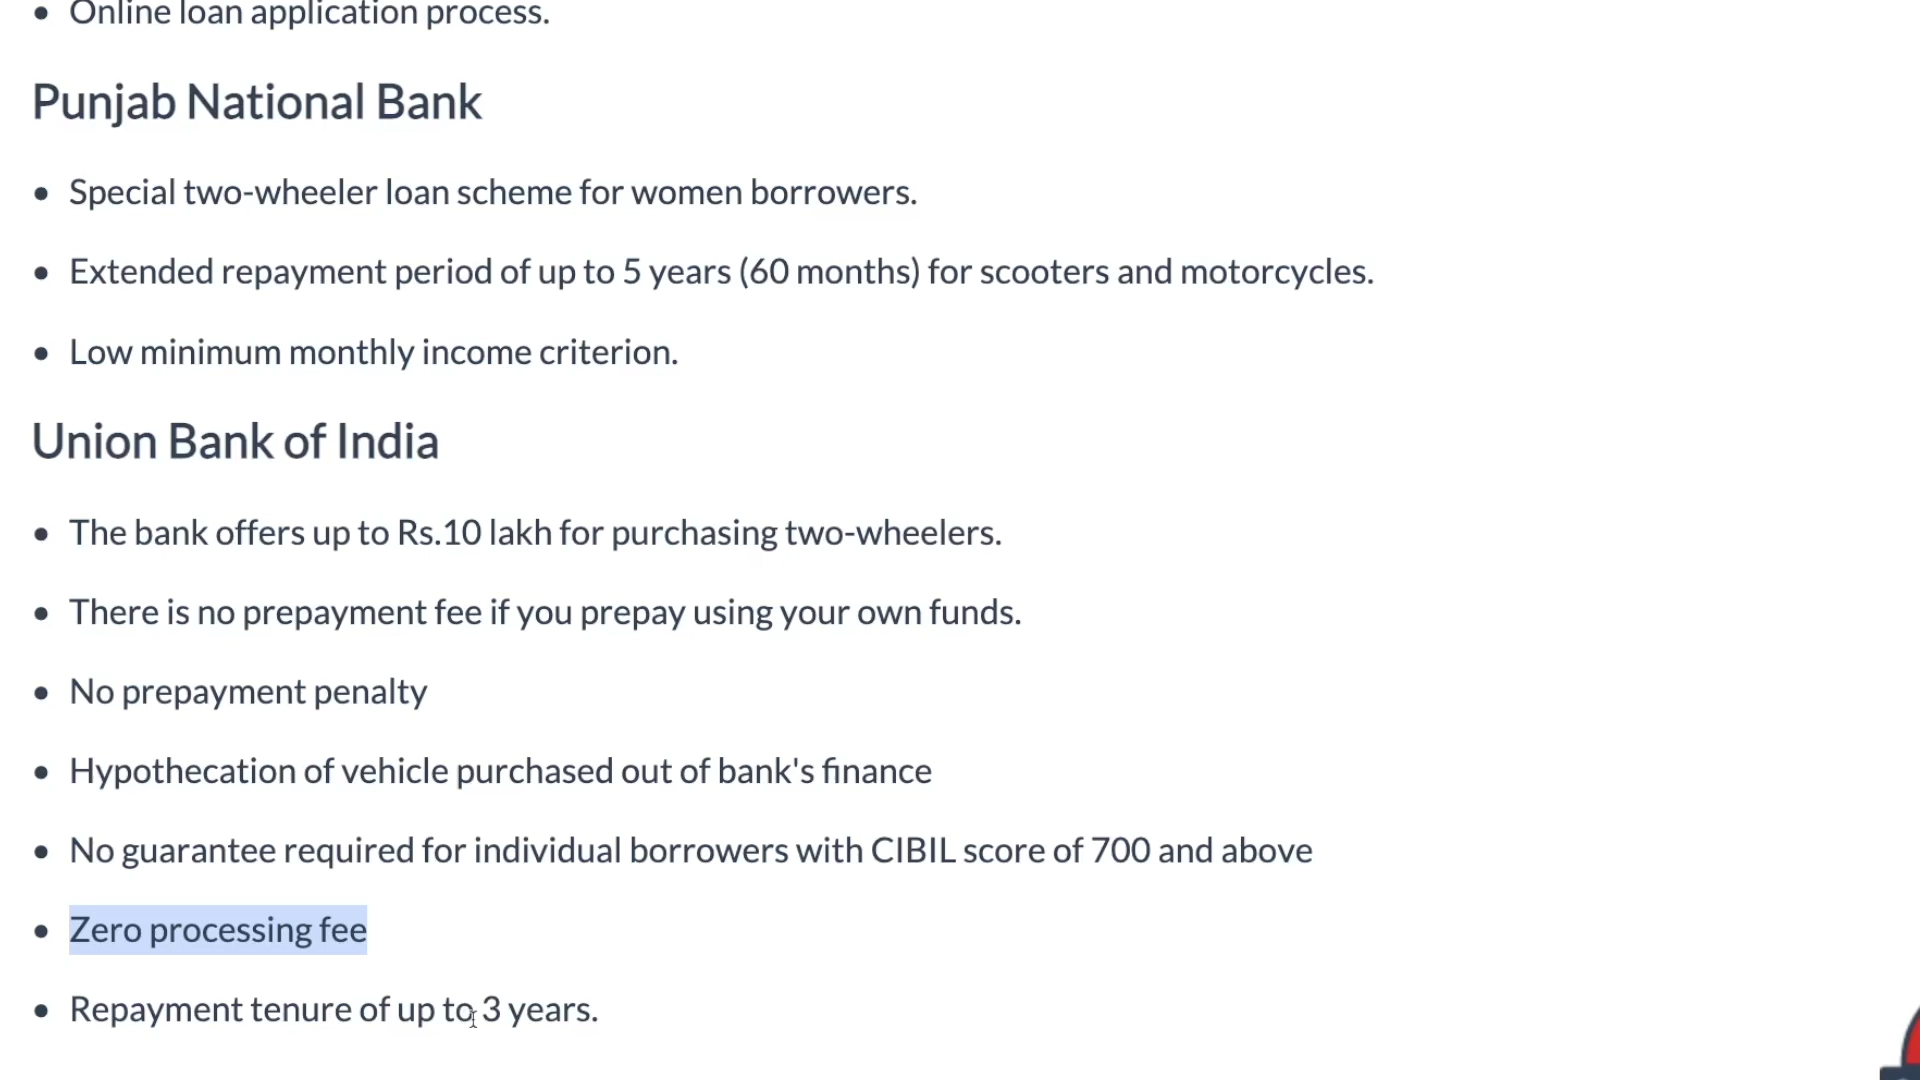 Online loan application process.
Punjab National Bank
Special two-wheeler loan scheme for women borrowers.
Extended repayment period of up to 5 years (60 months) for scooters and motorcycles.
Low minimum monthly income criterion.
Union Bank of India
The bank offers up to Rs.10 lakh for purchasing two-wheelers.
There is no prepayment fee if you prepay using your own funds.
No prepayment penalty
Hypothecation of vehicle purchased out of bank's finance
No guarantee required for individual borrowers with CIBIL score of 700 and above
Zero processing fee
Repayment tenure of up to 3 years.